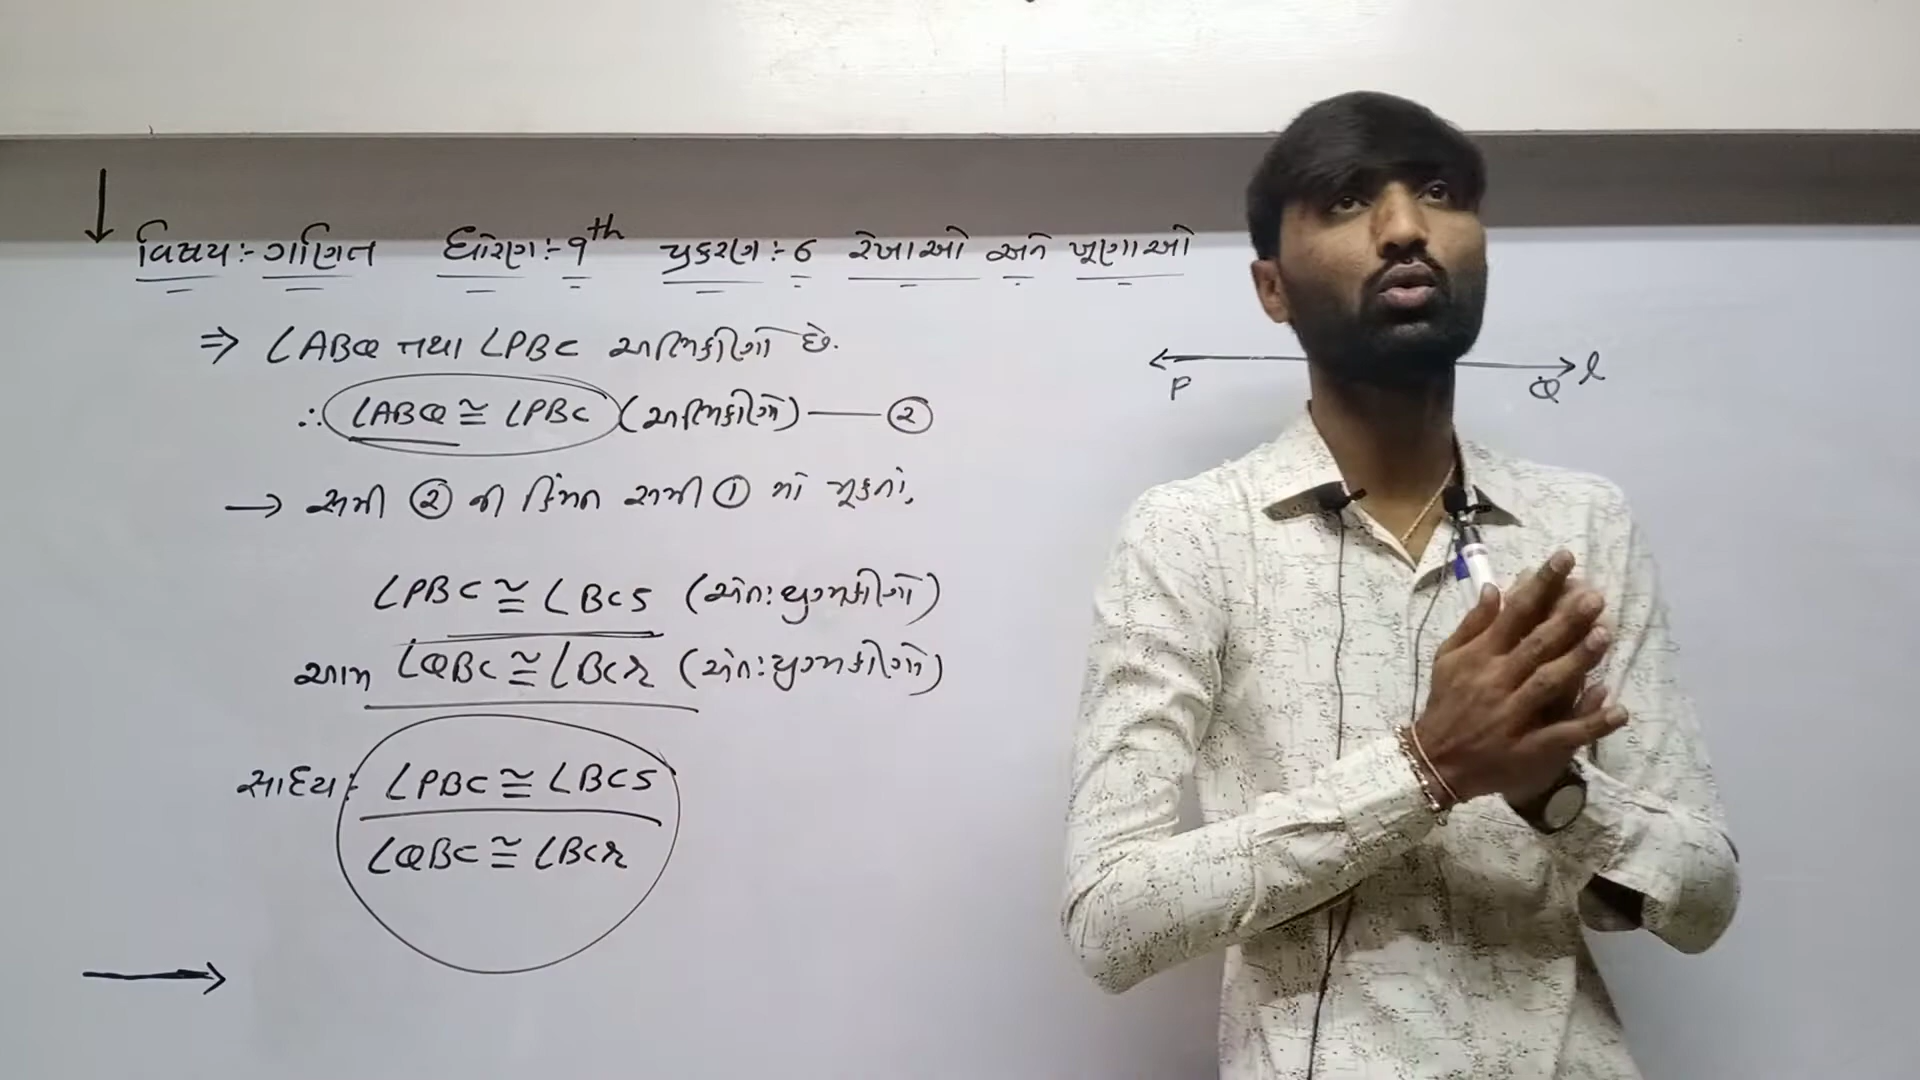 વિષય:- ગણિત ધોરણ:- 9th પ્રકરણ:- 6 રેખાઓ અને ખૂણાઓ
⇒ ∠ABQ તથા ∠PBC અભિકોણો છે.
∴ ∠ABQ ≅ ∠PBC (અભિકોણો) — ②
→ સમી ② ની કિંમત સમી ① માં મૂકતાં,
∠PBC ≅ ∠BCS (અંત:યુગ્મકોણો)
આમ ∠QBC ≅ ∠BCR (અંત:યુગ્મકોણો)
સાધ્ય:- ∠PBC ≅ ∠BCS
∠QBC ≅ ∠BCR
P Q l